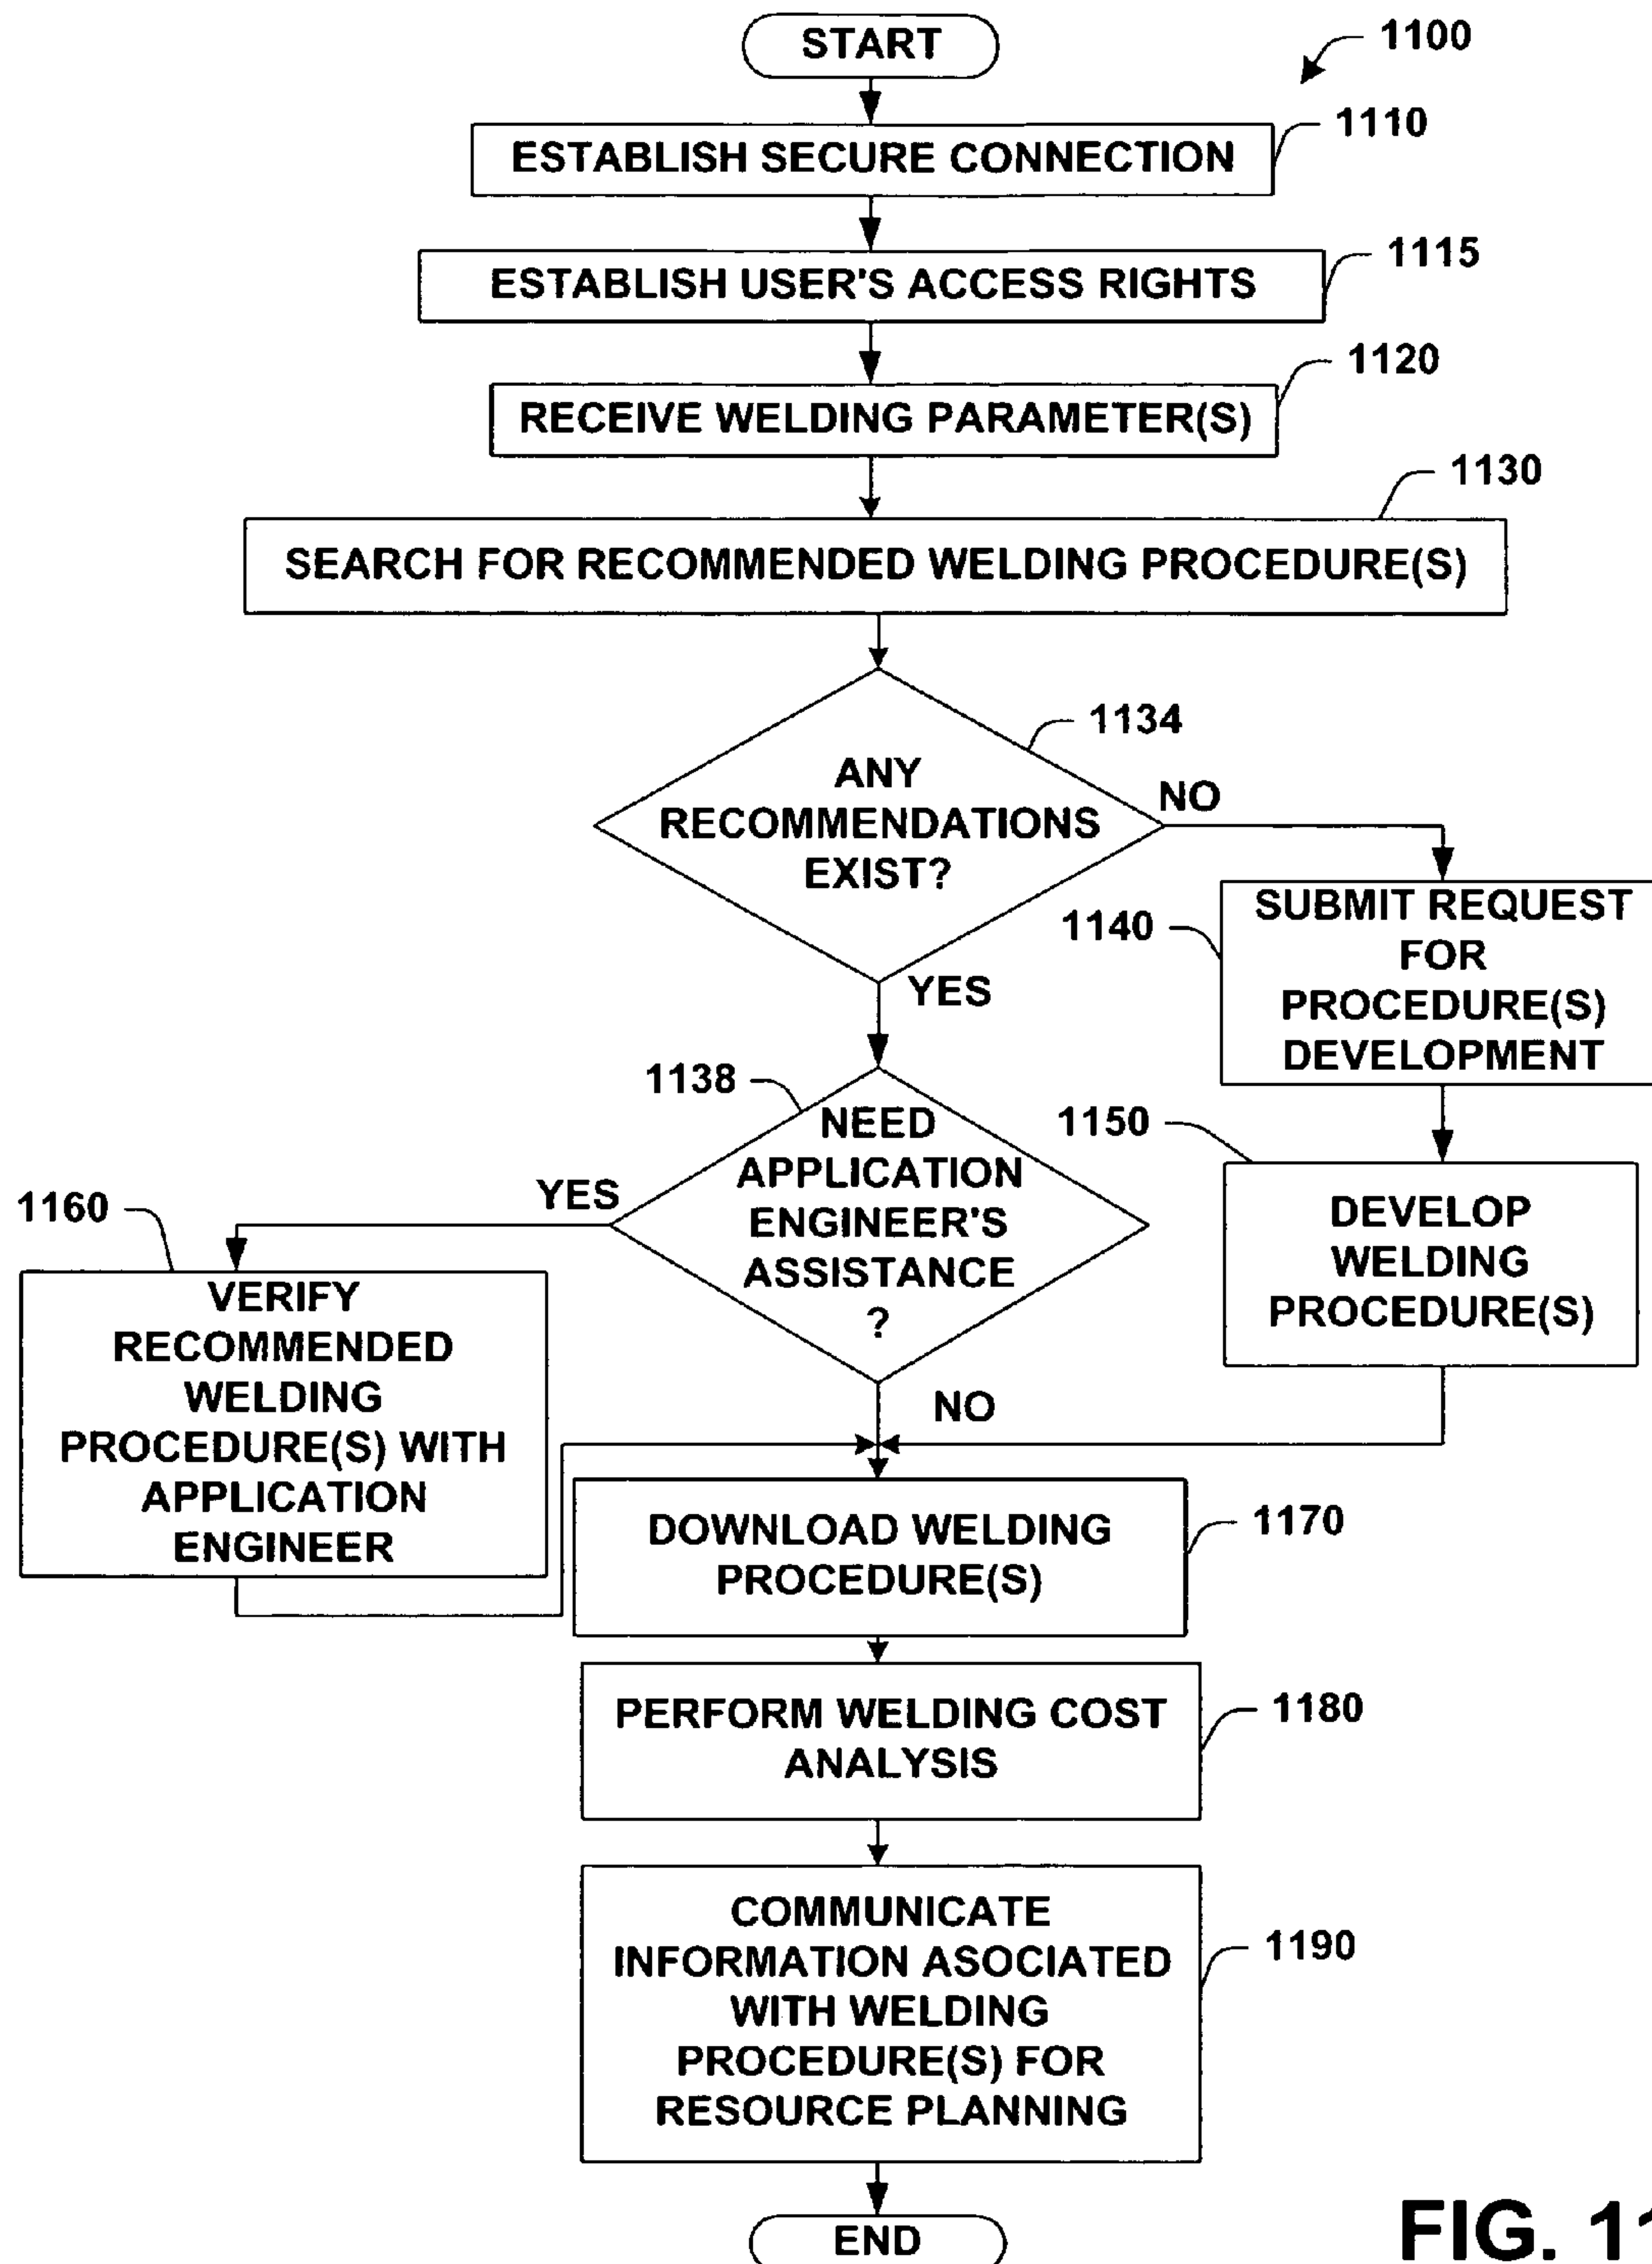 START
1100
1110
ESTABLISH SECURE CONNECTION
1115
ESTABLISH USER'S ACCESS RIGHTS
1120
RECEIVE WELDING PARAMETER(S)
1130
SEARCH FOR RECOMMENDED WELDING PROCEDURE(S)
1134
ANY
RECOMMENDATIONS
EXIST?
NO
YES
1140
SUBMIT REQUEST
FOR
PROCEDURE(S)
DEVELOPMENT
1138
NEED
APPLICATION
ENGINEER'S
ASSISTANCE
?
YES
NO
1150
DEVELOP
WELDING
PROCEDURE(S)
1160
VERIFY
RECOMMENDED
WELDING
PROCEDURE(S) WITH
APPLICATION
ENGINEER
DOWNLOAD WELDING
PROCEDURE(S)
1170
PERFORM WELDING COST
ANALYSIS
1180
COMMUNICATE
INFORMATION ASOCIATED
WITH WELDING
PROCEDURE(S) FOR
RESOURCE PLANNING
1190
END
FIG. 11